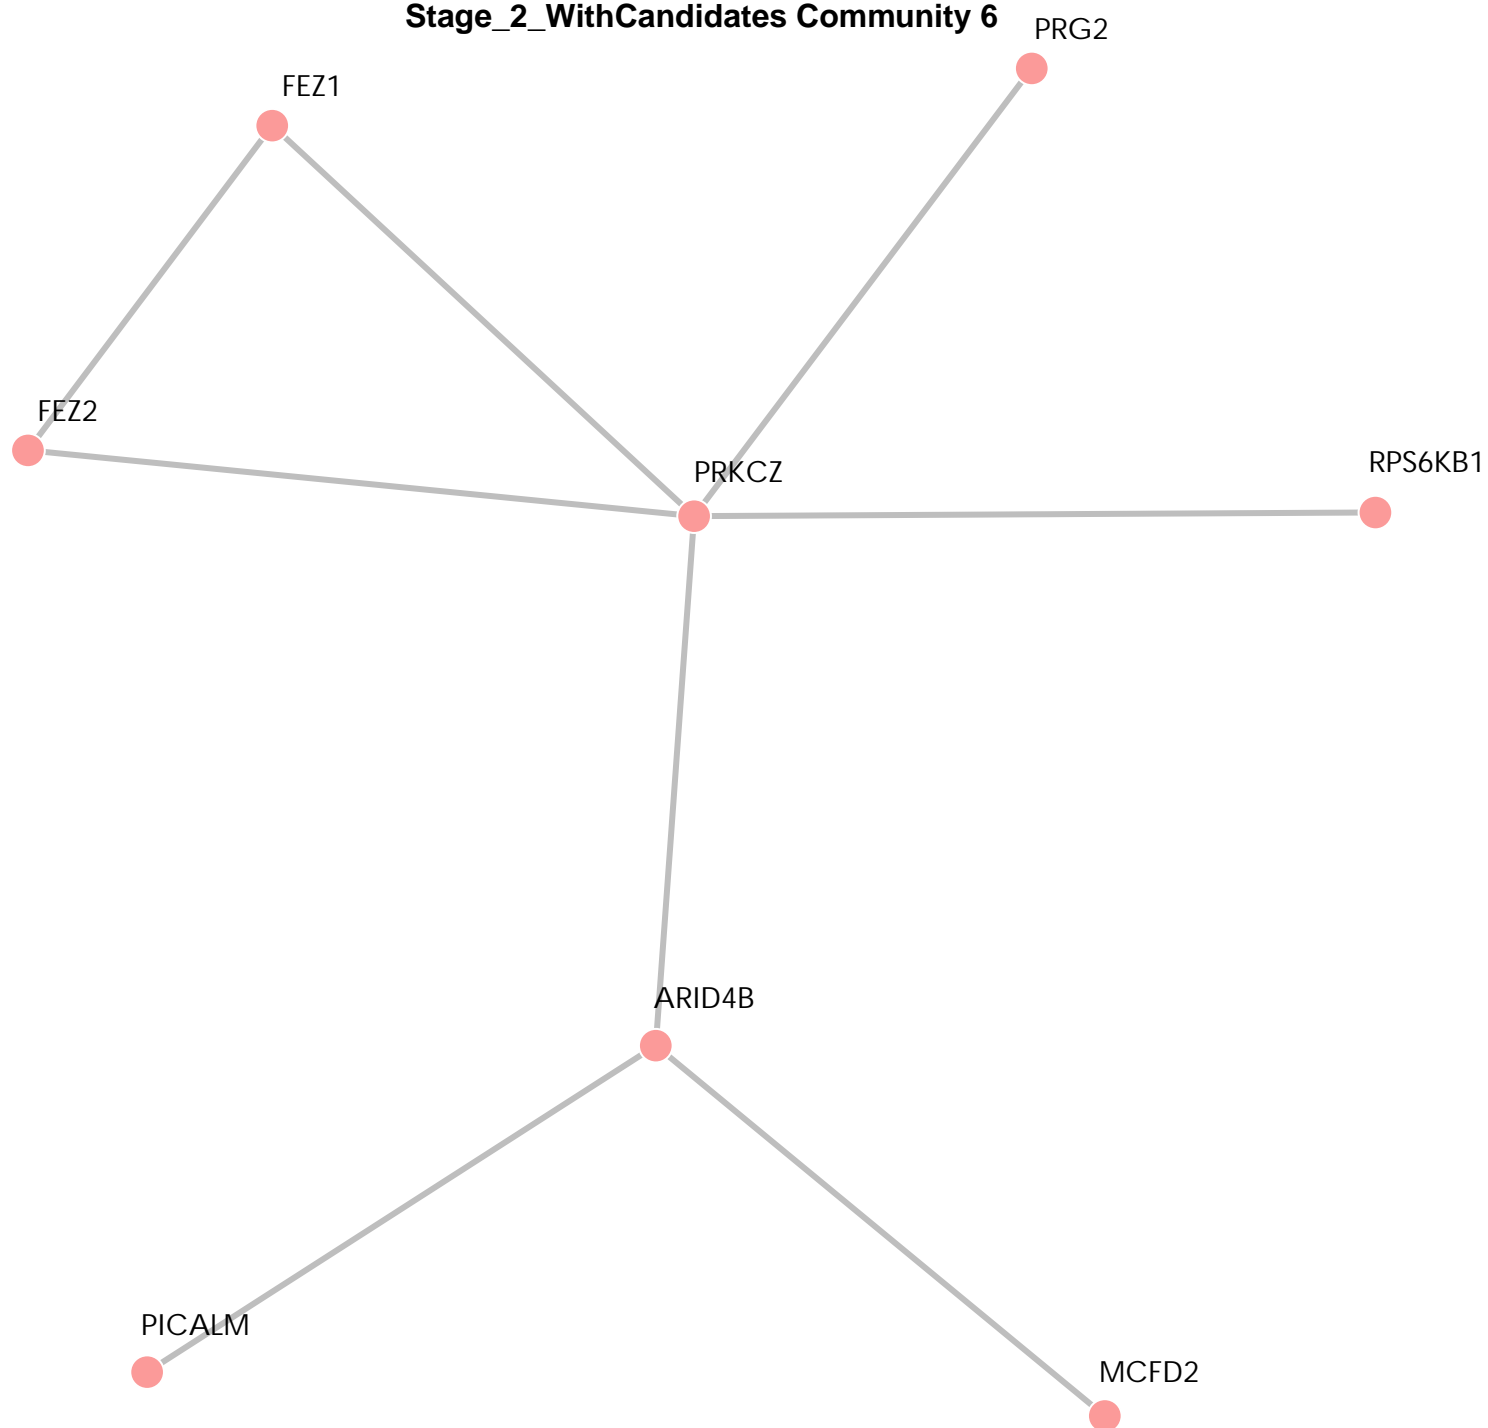 Stage_2_WithCandidates Community 6
PRG2
FEZ1
FEZ2
RPS6KB1
PRKCZ
ARID4B
PICALM
MCFD2